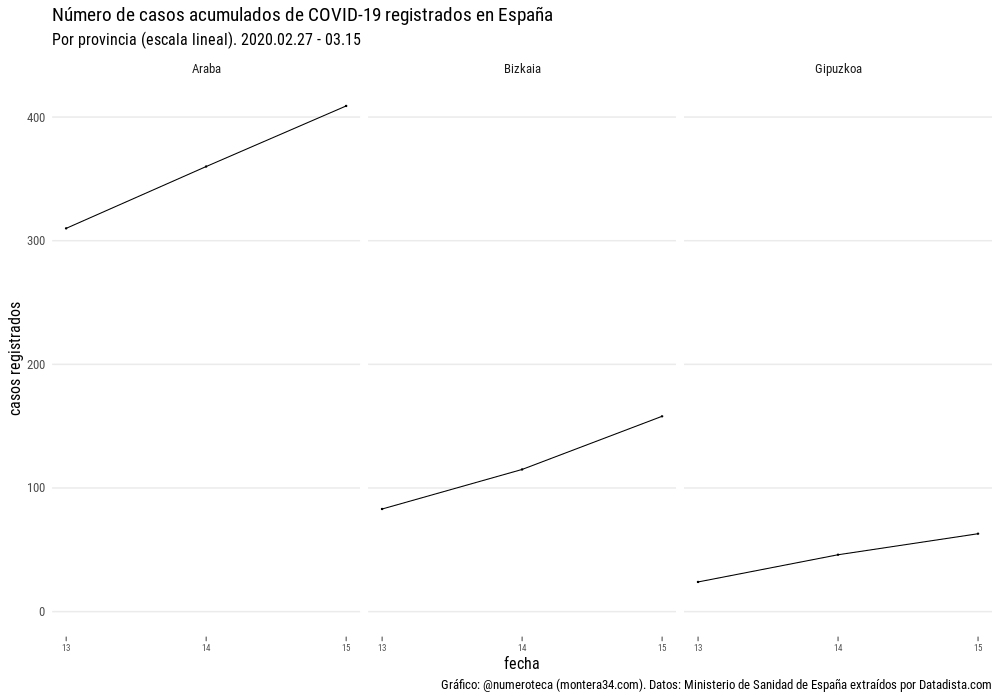 Número de casos acumulados de COVID-19 registrados en España
Por provincia (escala lineal). 2020.02.27 - 03.15
Araba Bizkaia Gipuzkoa
400
300
200
100
0
casos registrados
13 14 15 13 14 15 13 14 15
fecha
Gráfico: @numeroteca (montera34.com). Datos: Ministerio de Sanidad de España extraídos por Datadista.com